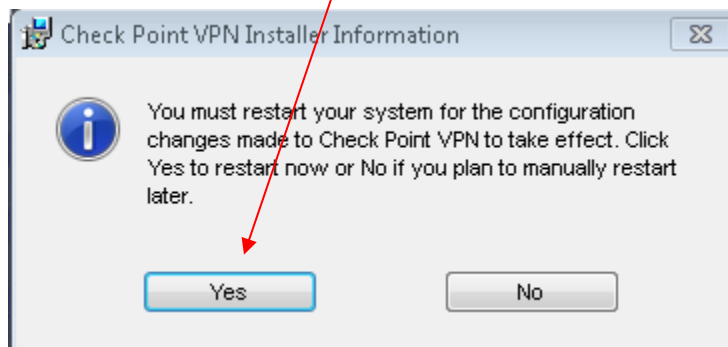 Check Point VPN Installer Information
You must restart your system for the configuration
changes made to Check Point VPN to take effect. Click
Yes to restart now or No if you plan to manually restart
later.
Yes No